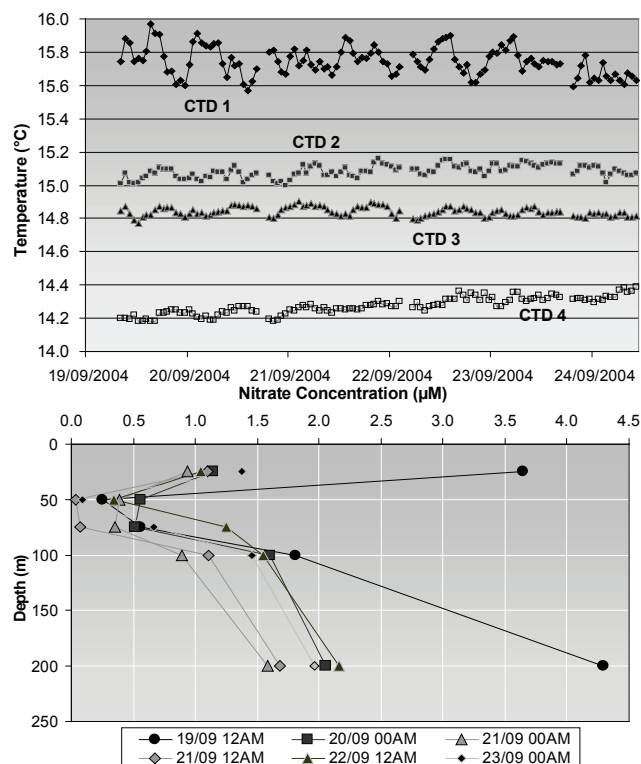 16.0
15.8
15.6
15.4
15.2
15.0
14.8
14.6
14.4
14.2
14.0
Temperature (°C)
CTD 1
CTD 2
CTD 3
CTD 4
19/09/2004 20/09/2004 21/09/2004 22/09/2004 23/09/2004 24/09/2004
Nitrate Concentration (µM)
0.0 0.5 1.0 1.5 2.0 2.5 3.0 3.5 4.0 4.5
0
50
100
150
200
250
Depth (m)
19/09 12AM 20/09 00AM 21/09 00AM
21/09 12AM 22/09 12AM 23/09 00AM